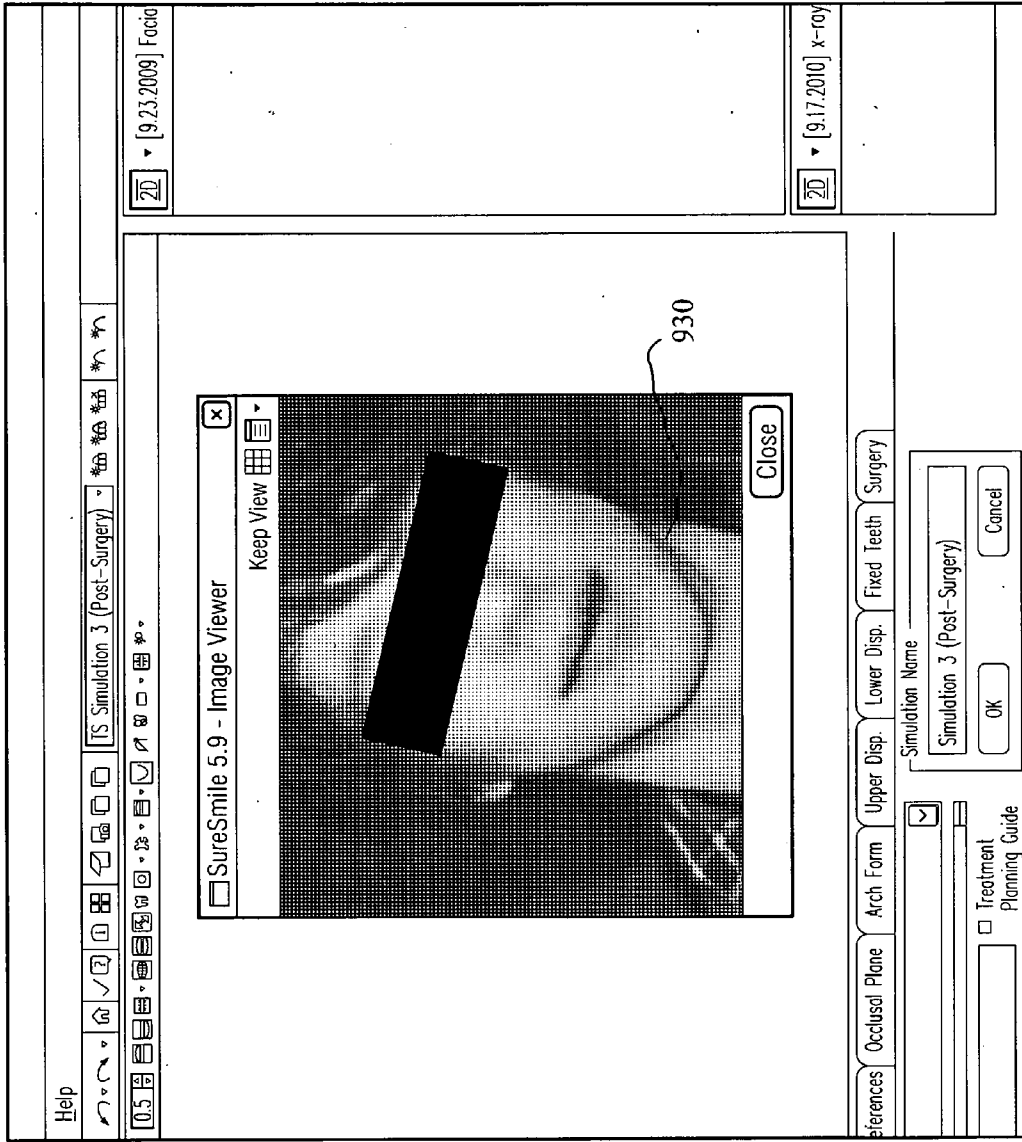 Help
TS Simulation 3 (Post-Surgery)
0.5
2D [9.23.2009] Facia
SureSmile 5.9 - Image Viewer
Keep View
930
Close
2D [9.17.2010] x-ray
eferences Occlusal Plane Arch Form Upper Disp. Lower Disp. Fixed Teeth Surgery
Simulation Name
Simulation 3 (Post-Surgery)
Treatment
Planning Guide
OK Cancel